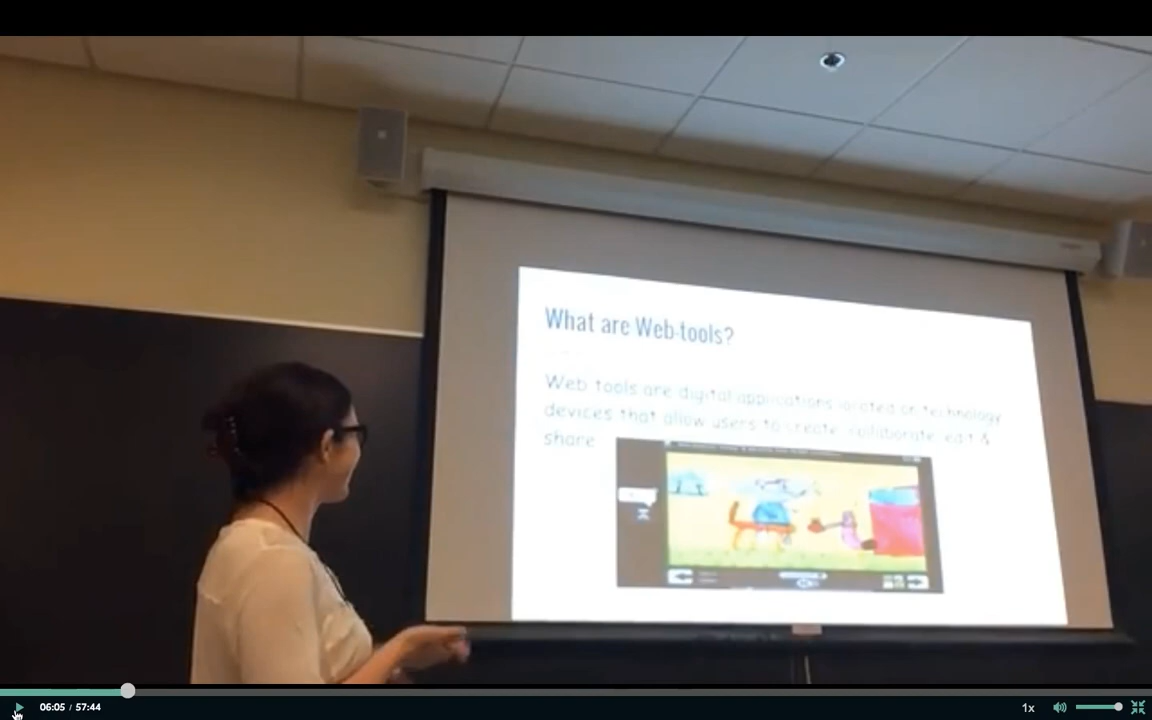 What are Web-tools?
Web tools are digital applications located on technology
devices that allow users to create, collaborate, edit &
share
06:05 / 57:44
1x